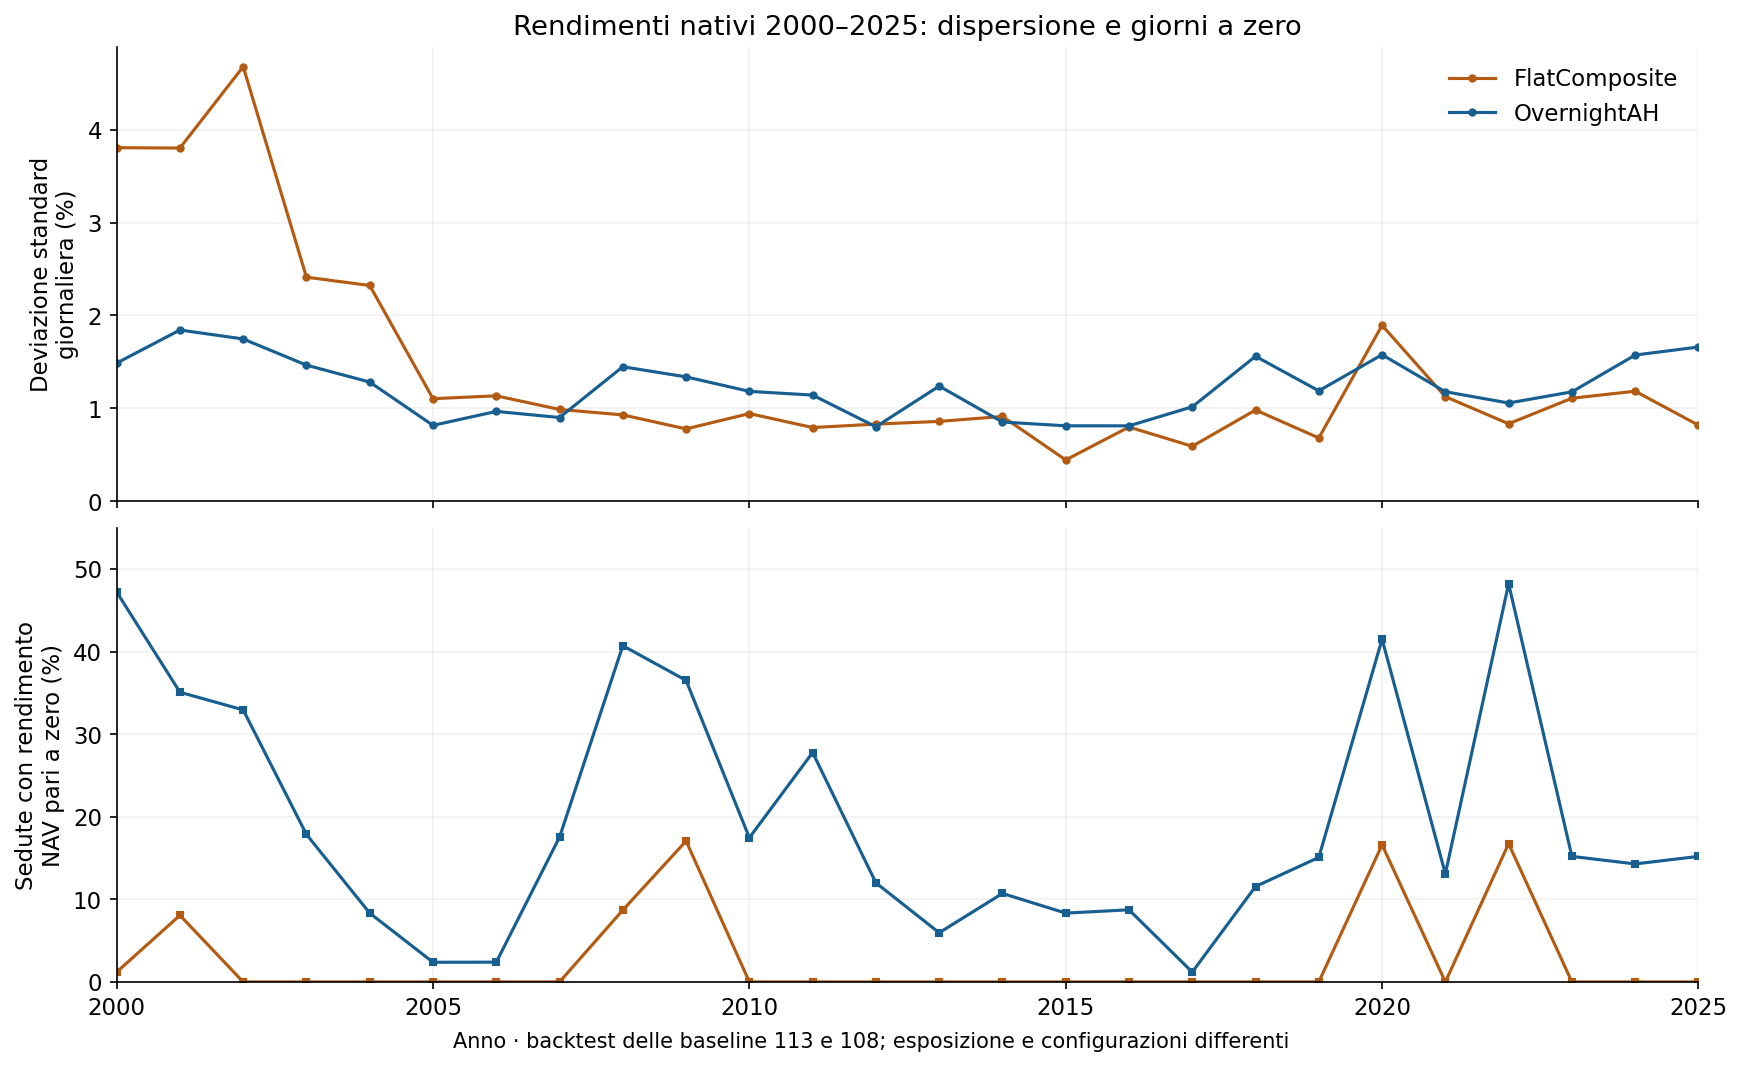 Rendimenti nativi 2000–2025: dispersione e giorni a zero
FlatComposite
OvernightAH
Deviazione standard
giornaliera (%)
4
3
2
1
0
Sedute con rendimento
NAV pari a zero (%)
50
40
30
20
10
0
2000
2005
2010
2015
2020
2025
Anno · backtest delle baseline 113 e 108; esposizione e configurazioni differenti